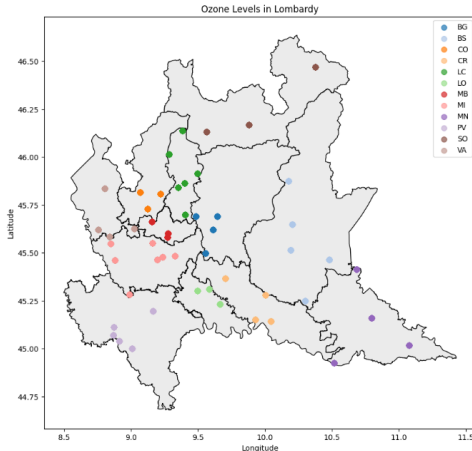 Ozone Levels in Lombardy
BG
BS
CO
CR
LC
LO
MB
MI
MN
PV
SO
VA
46.50
46.25
46.00
45.75
45.50
45.25
45.00
44.75
Latitude
8.5 9.0 9.5 10.0 10.5 11.0 11.5
Longitude